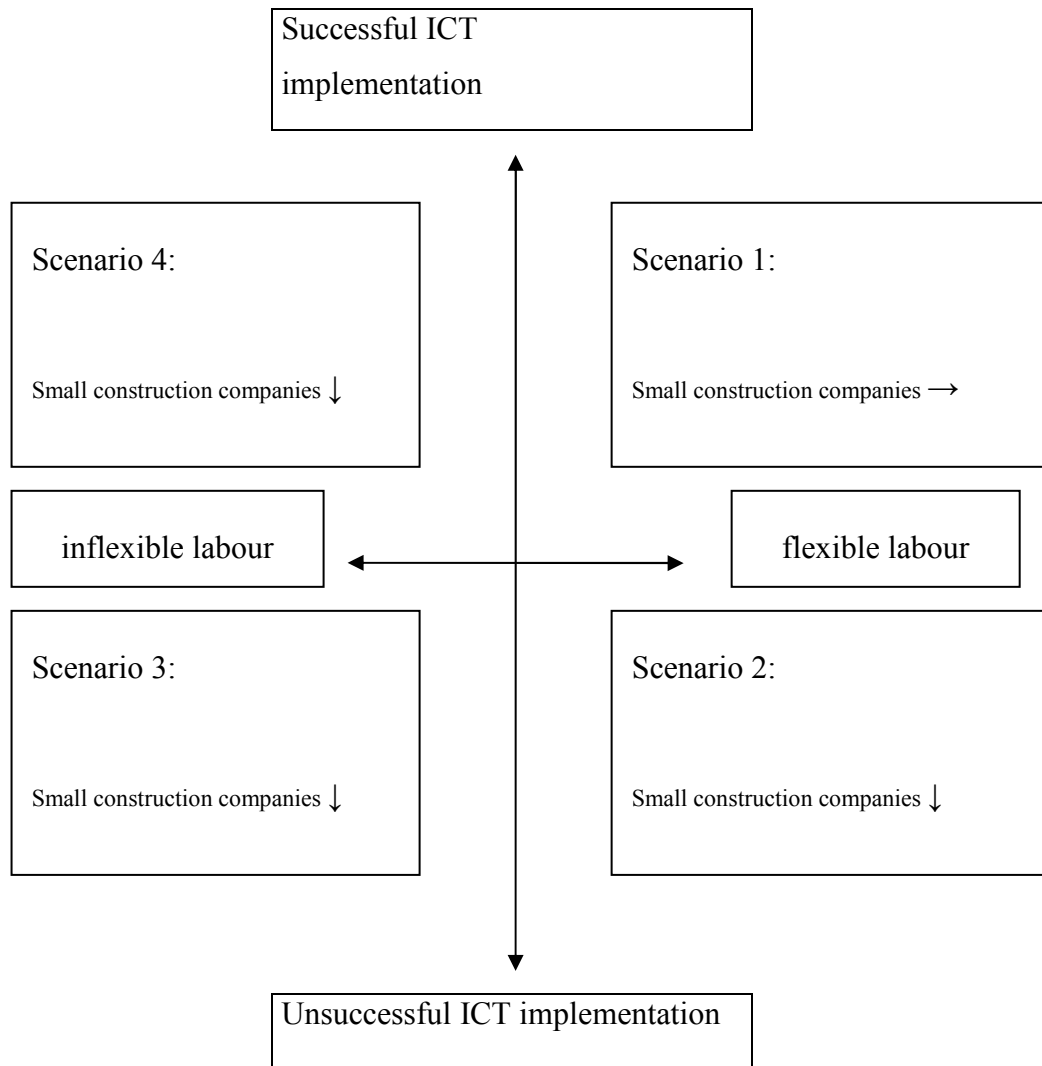 Successful ICT
implementation
Scenario 4:
Small construction companies ↓
Scenario 1:
Small construction companies →
inflexible labour
flexible labour
Scenario 3:
Small construction companies ↓
Scenario 2:
Small construction companies ↓
Unsuccessful ICT implementation